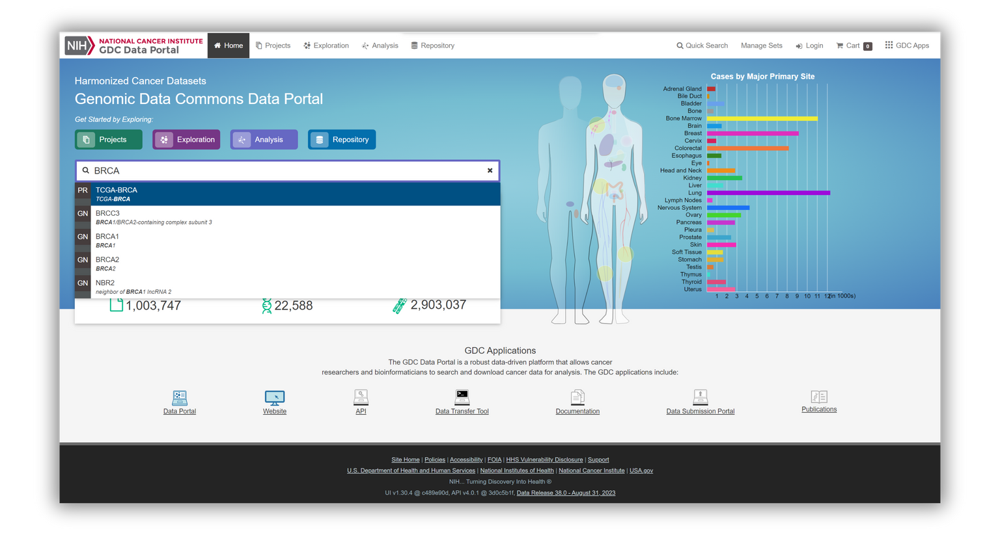 NIH NATIONAL CANCER INSTITUTE
GDC Data Portal
Home
Projects
Exploration
Analysis
Repository
Quick Search
Manage Sets
Login
Cart 0
GDC Apps
Harmonized Cancer Datasets
Genomic Data Commons Data Portal
Get Started by Exploring:
Projects
Exploration
Analysis
Repository
BRCA
PR TCGA-BRCA
TCGA-BRCA
GN BRCC3
BRCA1/BRCA2-containing complex subunit 3
GN BRCA1
BRCA1
GN BRCA2
BRCA2
GN NBR2
neighbor of BRCA1 lncRNA 2
1,003,747
22,588
2,903,037
Cases by Major Primary Site
Adrenal Gland
Bile Duct
Bladder
Bone
Bone Marrow
Brain
Breast
Cervix
Colorectal
Esophagus
Eye
Head and Neck
Kidney
Liver
Lung
Lymph Nodes
Nervous System
Ovary
Pancreas
Pleura
Prostate
Skin
Soft Tissue
Stomach
Testis
Thymus
Thyroid
Uterus
1 2 3 4 5 6 7 8 9 10 11 12 (in 1000s)
GDC Applications
The GDC Data Portal is a robust data-driven platform that allows cancer
researchers and bioinformaticians to search and download cancer data for analysis. The GDC applications include:
Data Portal
Website
API
Data Transfer Tool
Documentation
Data Submission Portal
Publications
Site Home | Policies | Accessibility | FOIA | HHS Vulnerability Disclosure | Support
U.S. Department of Health and Human Services | National Institutes of Health | National Cancer Institute | USA.gov
NIH... Turning Discovery Into Health ®
UI v1.30.4 @ c489e90d, API v4.0.1 @ 3d0c5b1f, Data Release 38.0 - August 31, 2023